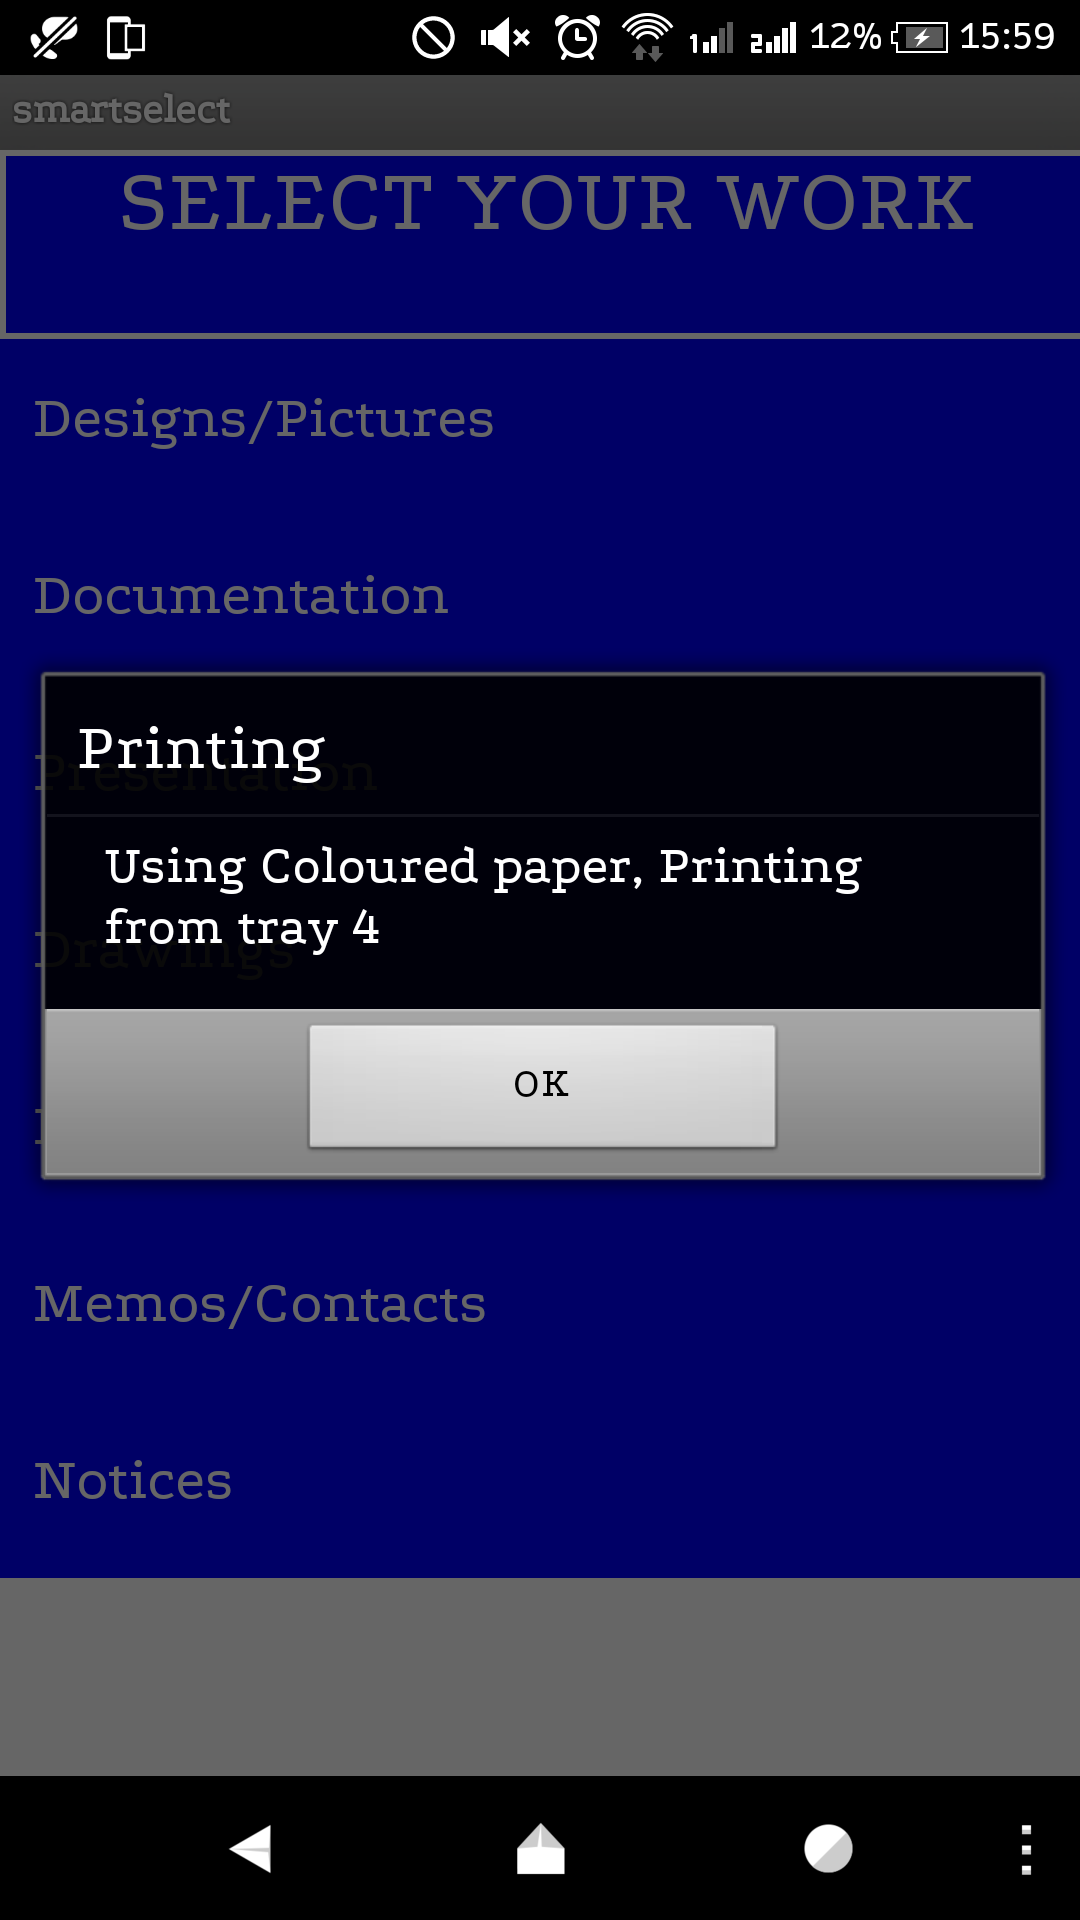 1 2 12% 15:59
smartselect
SELECT YOUR WORK
Designs/Pictures
Documentation
Presentation
Printing
Using Coloured paper, Printing
from tray 4
Drawings
OK
Memos/Contacts
Notices